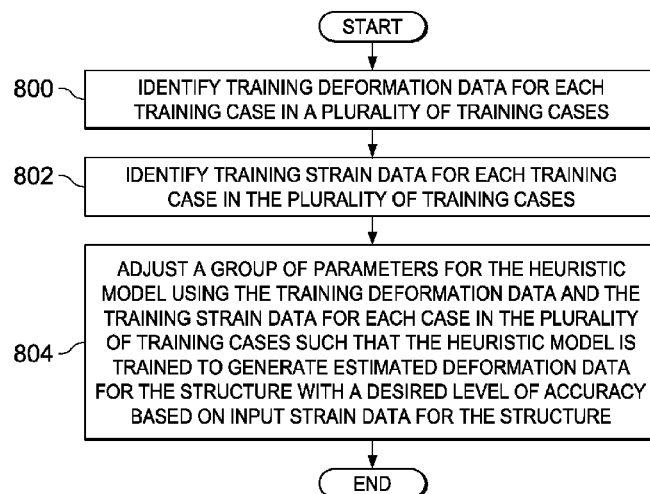 START
800
IDENTIFY TRAINING DEFORMATION DATA FOR EACH
TRAINING CASE IN A PLURALITY OF TRAINING CASES
802
IDENTIFY TRAINING STRAIN DATA FOR EACH TRAINING
CASE IN THE PLURALITY OF TRAINING CASES
804
ADJUST A GROUP OF PARAMETERS FOR THE HEURISTIC
MODEL USING THE TRAINING DEFORMATION DATA AND THE
TRAINING STRAIN DATA FOR EACH CASE IN THE PLURALITY
OF TRAINING CASES SUCH THAT THE HEURISTIC MODEL IS
TRAINED TO GENERATE ESTIMATED DEFORMATION DATA
FOR THE STRUCTURE WITH A DESIRED LEVEL OF ACCURACY
BASED ON INPUT STRAIN DATA FOR THE STRUCTURE
END